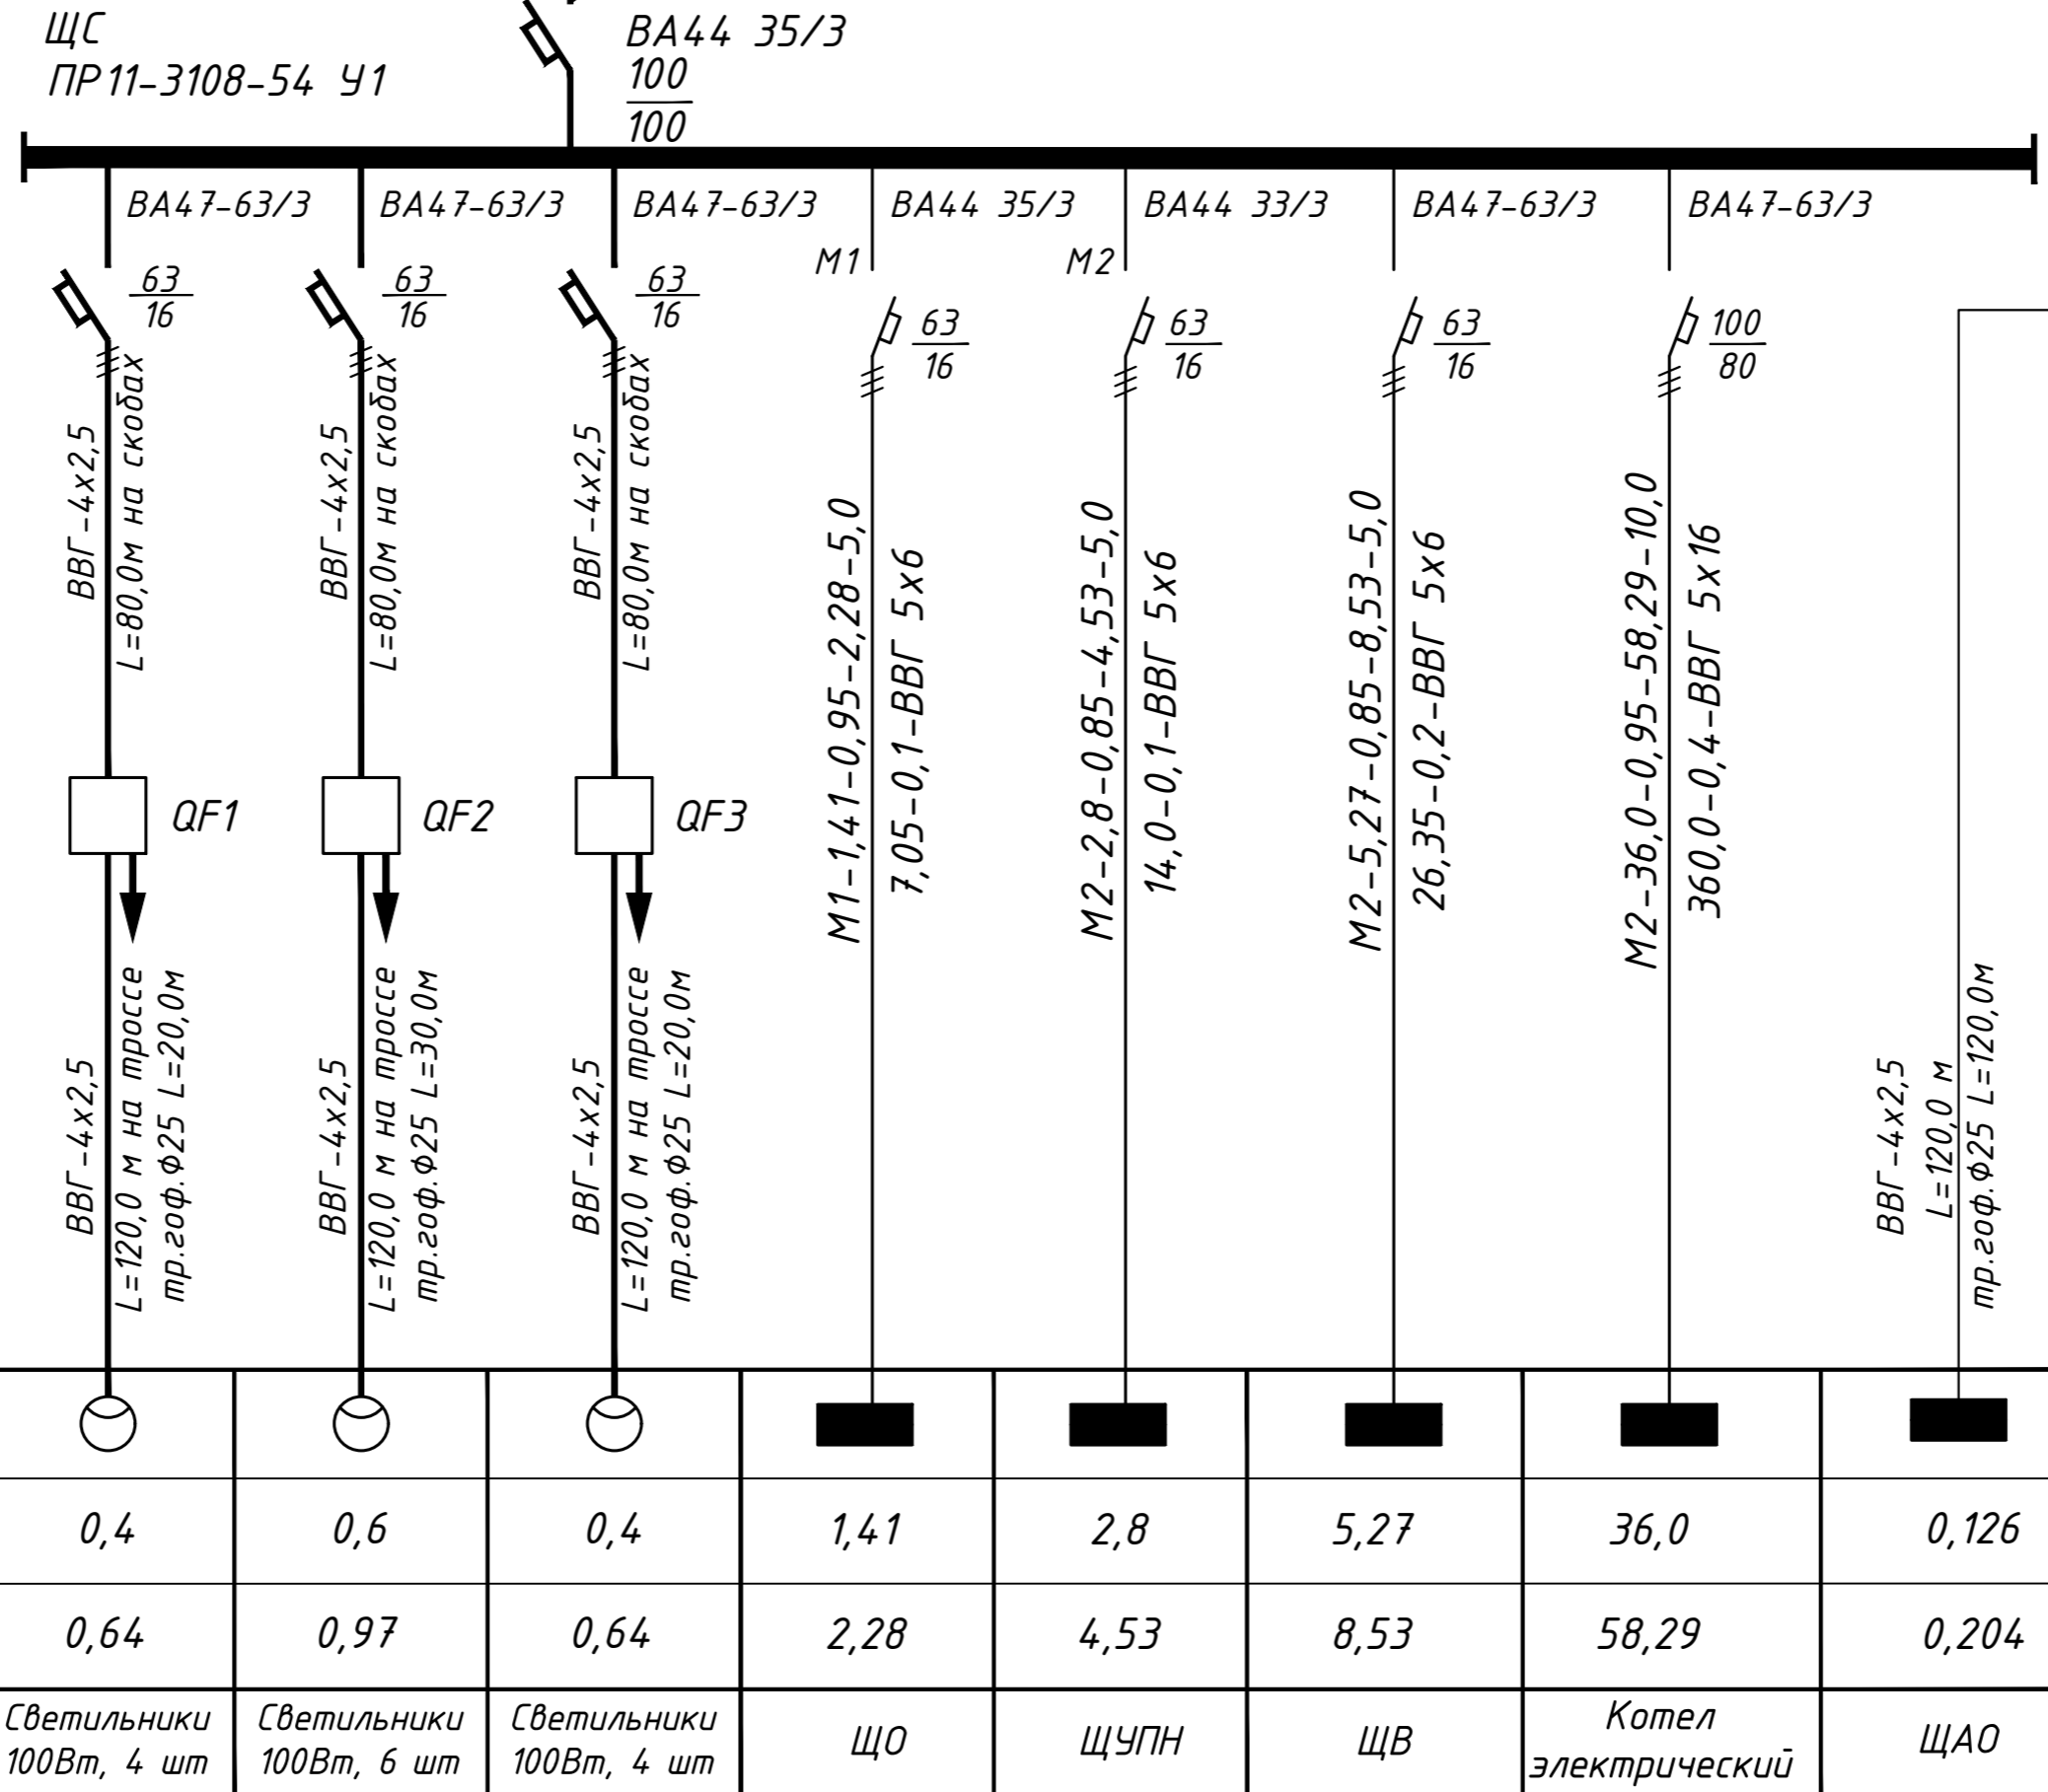 ЩС
ПР11-3108-54 У1
ВА44 35/3
100
100
ВА47-63/3
ВА47-63/3
ВА47-63/3
ВА44 35/3
ВА44 33/3
ВА47-63/3
ВА47-63/3
М1
М2
63
16
63
16
63
16
63
16
63
16
63
16
100
80
ВВГ-4х2,5
L=80,0м на скобах
ВВГ-4х2,5
L=80,0м на скобах
ВВГ-4х2,5
L=80,0м на скобах
М1-1,41-0,95-2,28-5,0
7,05-0,1-ВВГ 5х6
М2-2,8-0,85-4,53-5,0
14,0-0,1-ВВГ 5х6
М2-5,27-0,85-8,53-5,0
26,35-0,2-ВВГ 5х6
М2-36,0-0,95-58,29-10,0
360,0-0,4-ВВГ 5х16
QF1
QF2
QF3
ВВГ-4х2,5
L=120,0 м на троссе
тр.гоф.ф25 L=20,0м
ВВГ-4х2,5
L=120,0 м на троссе
тр.гоф.ф25 L=30,0м
ВВГ-4х2,5
L=120,0 м на троссе
тр.гоф.ф25 L=20,0м
ВВГ-4х2,5
L=120,0 м
тр.гоф.ф25 L=120,0м
0,4
0,6
0,4
1,41
2,8
5,27
36,0
0,126
0,64
0,97
0,64
2,28
4,53
8,53
58,29
0,204
Светильники
100Вт, 4 шт
Светильники
100Вт, 6 шт
Светильники
100Вт, 4 шт
ЩО
ЩУПН
ЩВ
Котел
электрический
ЩАО